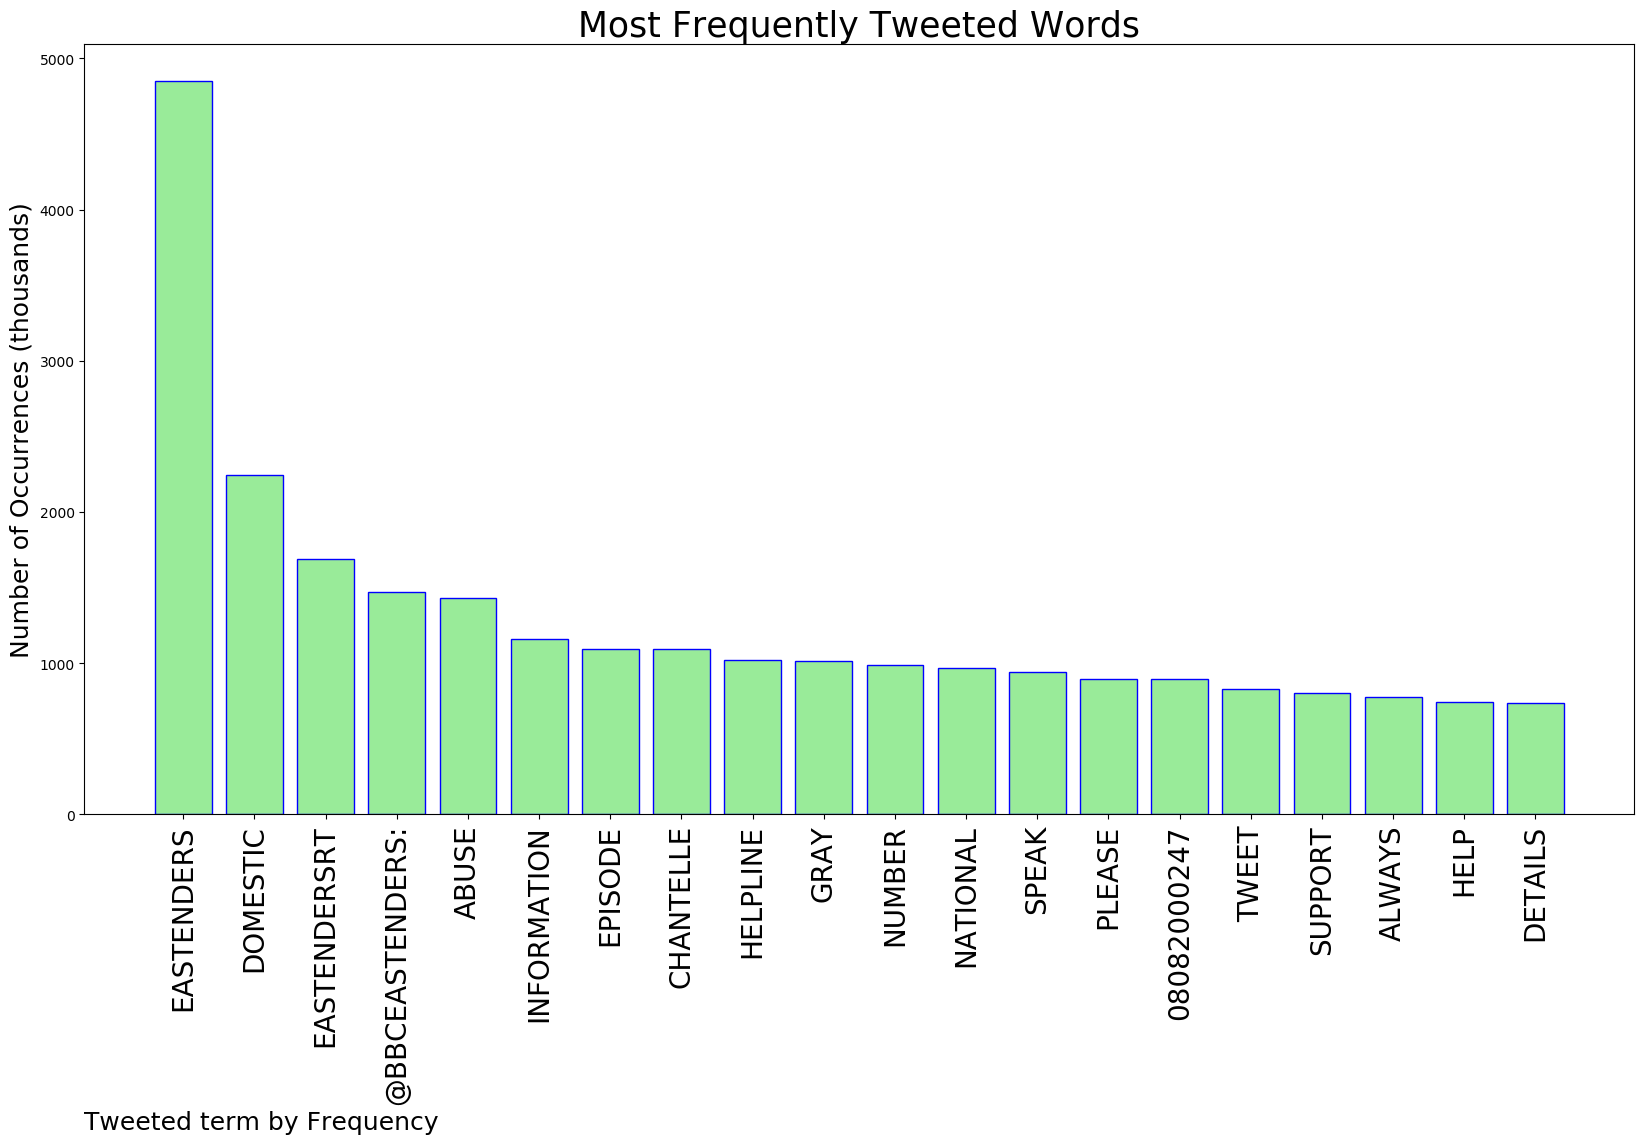 Most Frequently Tweeted Words
Number of Occurrences (thousands)
5000
4000
3000
2000
1000
0
EASTENDERS
DOMESTIC
EASTENDERSRT
@BBCEASTENDERS:
ABUSE
INFORMATION
EPISODE
CHANTELLE
HELPLINE
GRAY
NUMBER
NATIONAL
SPEAK
PLEASE
08082000247
TWEET
SUPPORT
ALWAYS
HELP
DETAILS
Tweeted term by Frequency